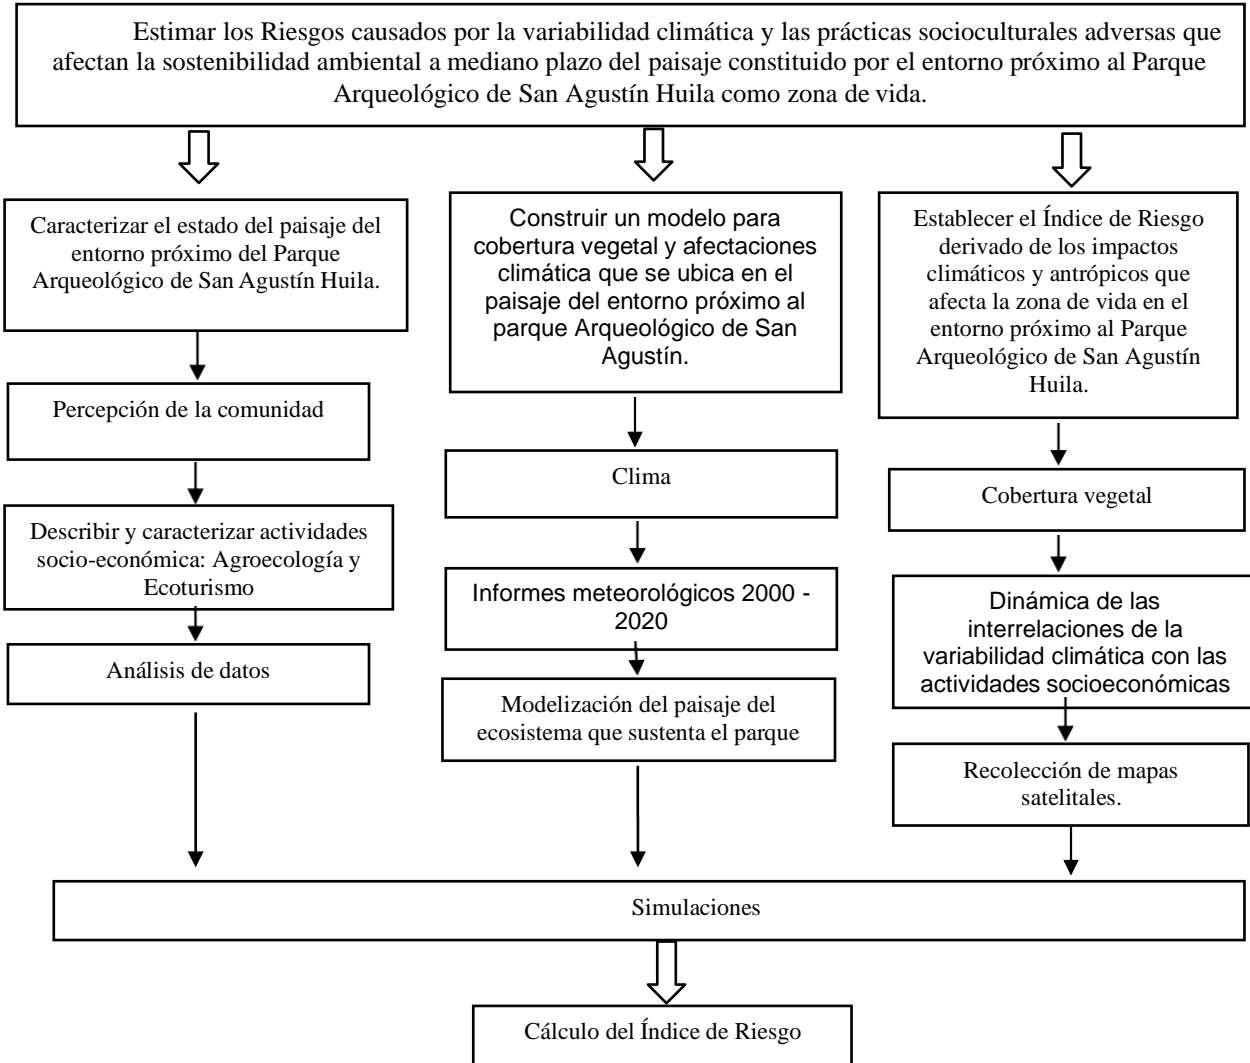 Estimar los Riesgos causados por la variabilidad climática y las prácticas socioculturales adversas que
afectan la sostenibilidad ambiental a mediano plazo del paisaje constituido por el entorno próximo al Parque
Arqueológico de San Agustín Huila como zona de vida.
Caracterizar el estado del paisaje del
entorno próximo del Parque
Arqueológico de San Agustín Huila.
Percepción de la comunidad
Describir y caracterizar actividades
socio-económica: Agroecología y
Ecoturismo
Análisis de datos
Construir un modelo para
cobertura vegetal y afectaciones
climática que se ubica en el
paisaje del entorno próximo al
parque Arqueológico de San
Agustín.
Clima
Informes meteorológicos 2000 -
2020
Modelización del paisaje del
ecosistema que sustenta el parque
Establecer el Índice de Riesgo
derivado de los impactos
climáticos y antrópicos que
afecta la zona de vida en el
entorno próximo al Parque
Arqueológico de San Agustín
Huila.
Cobertura vegetal
Dinámica de las
interrelaciones de la
variabilidad climática con las
actividades socioeconómicas
Recolección de mapas
satelitales.
Simulaciones
Cálculo del Índice de Riesgo